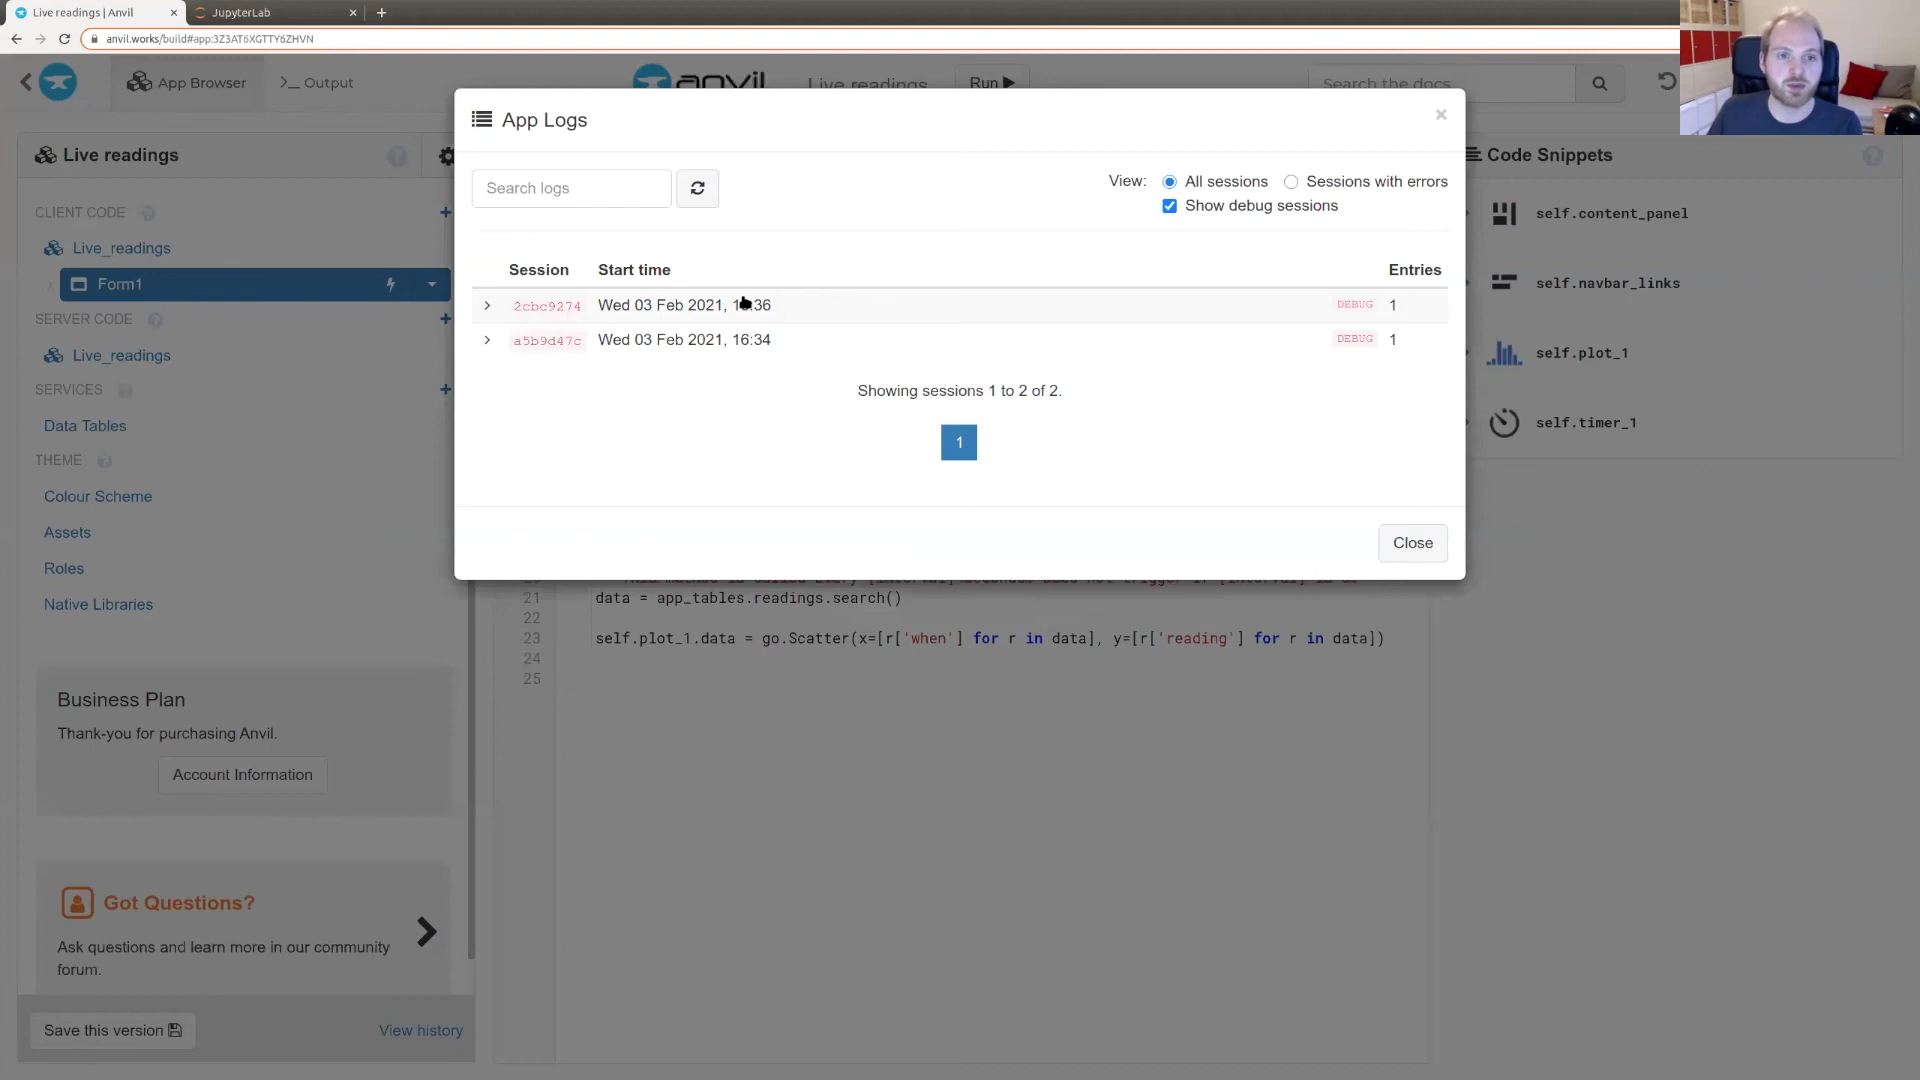 Live readings | Anvil
JupyterLab
anvil.works/build#app:3Z3AT6XGTTY6ZHVN
App Browser
>_ Output
anvil
Live readings
Run
Search the docs
Live readings
CLIENT CODE
Live_readings
Form1
SERVER CODE
Live_readings
SERVICES
Data Tables
THEME
Colour Scheme
Assets
Roles
Native Libraries
Business Plan
Thank-you for purchasing Anvil.
Account Information
Got Questions?
Ask questions and learn more in our community
forum.
Save this version
View history
App Logs
Search logs
View:
All sessions
Sessions with errors
Show debug sessions
Session Start time Entries
2cbc9274 Wed 03 Feb 2021, DEBUG 1
a5b9d47c Wed 03 Feb 2021, 16:34 DEBUG 1
Showing sessions 1 to 2 of 2.
1
Close
21 data = app_tables.readings.search()
22
23 self.plot_1.data = go.Scatter(x=[r['when'] for r in data], y=[r['reading'] for r in data])
24
25
Code Snippets
self.content_panel
self.navbar_links
self.plot_1
self.timer_1